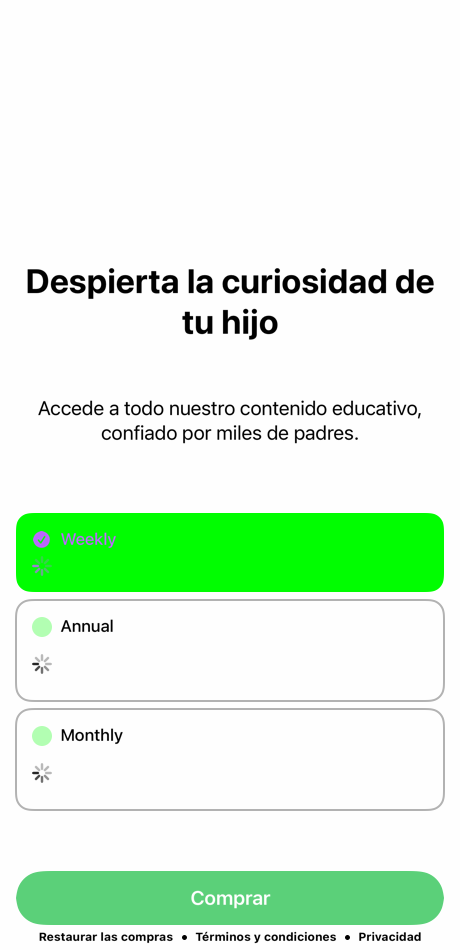 Despierta la curiosidad de
tu hijo
Accede a todo nuestro contenido educativo,
confiado por miles de padres.
Weekly
Annual
Monthly
Comprar
Restaurar las compras • Términos y condiciones • Privacidad